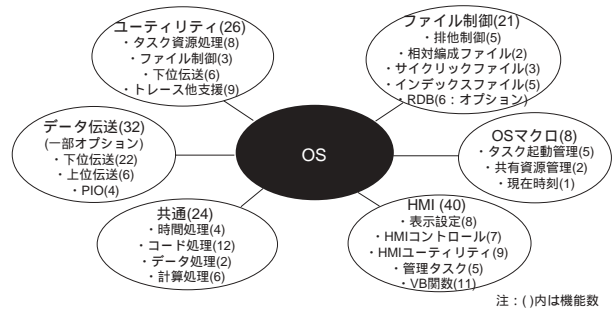 ユーティリティ(26)
・タスク資源処理(8)
・ファイル制御(3)
・下位伝送(6)
・トレース他支援(9)
ファイル制御(21)
・排他制御(5)
・相対編成ファイル(2)
・サイクリックファイル(3)
・インデックスファイル(5)
・RDB(6：オプション)
データ伝送(32)
(一部オプション)
・下位伝送(22)
・上位伝送(6)
・PIO(4)
OS
OSマクロ(8)
・タスク起動管理(5)
・共有資源管理(2)
・現在時刻(1)
共通(24)
・時間処理(4)
・コード処理(12)
・データ処理(2)
・計算処理(6)
HMI (40)
・表示設定(8)
・HMIコントロール(7)
・HMIユーティリティ(9)
・管理タスク(5)
・VB関数(11)
注：( )内は機能数